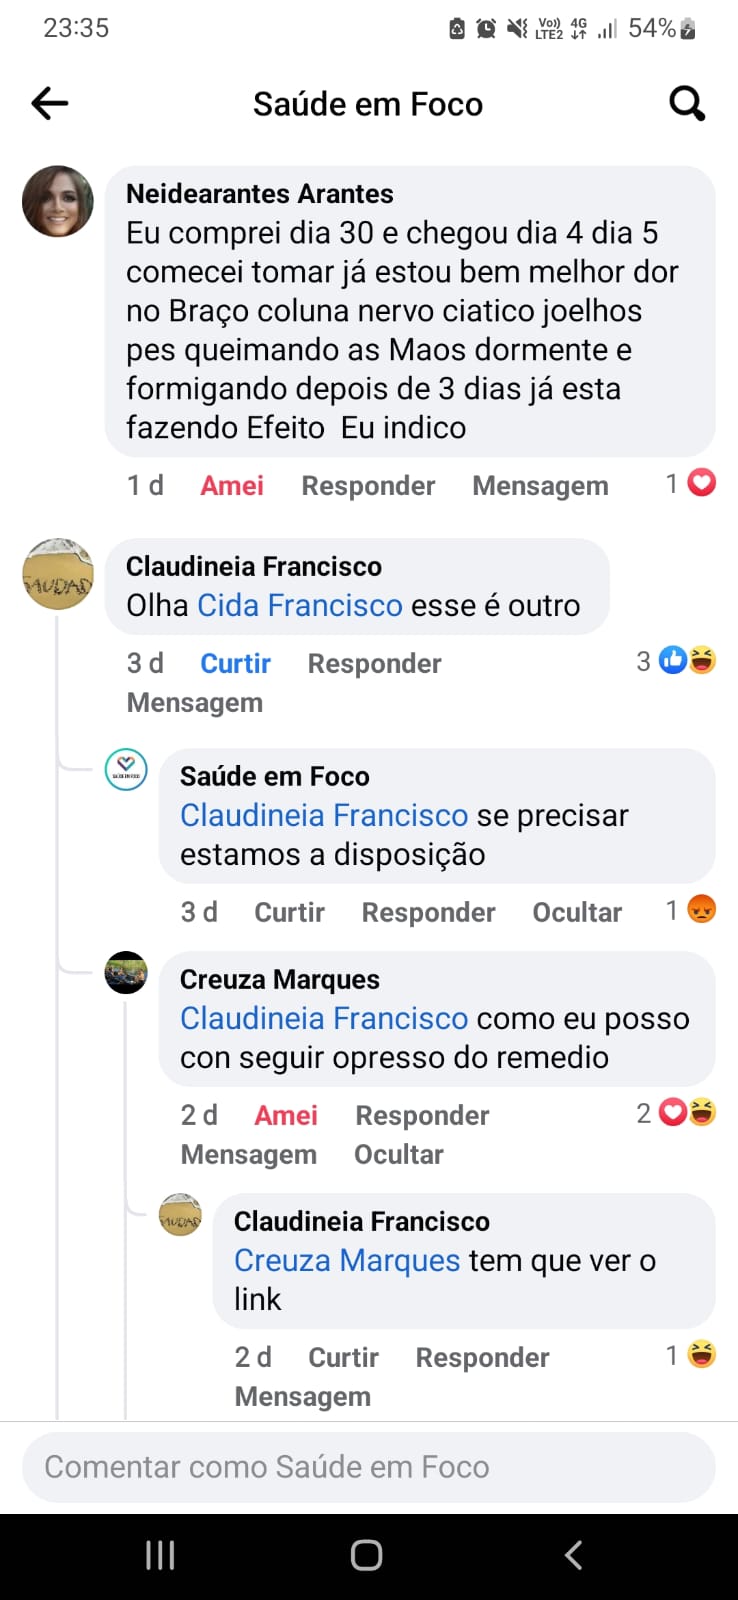 23:35
Vo)) LTE2 4G 54%
Saúde em Foco
Neidearantes Arantes
Eu comprei dia 30 e chegou dia 4 dia 5
comecei tomar já estou bem melhor dor
no Braço coluna nervo ciatico joelhos
pes queimando as Maos dormente e
formigando depois de 3 dias já esta
fazendo Efeito  Eu indico
1 d Amei Responder Mensagem 1
Claudineia Francisco
Olha Cida Francisco esse é outro
3 d Curtir Responder 3
Mensagem
Saúde em Foco
Claudineia Francisco se precisar
estamos a disposição
3 d Curtir Responder Ocultar 1
Creuza Marques
Claudineia Francisco como eu posso
con seguir opresso do remedio
2 d Amei Responder 2
Mensagem Ocultar
Claudineia Francisco
Creuza Marques tem que ver o
link
2 d Curtir Responder 1
Mensagem
Comentar como Saúde em Foco